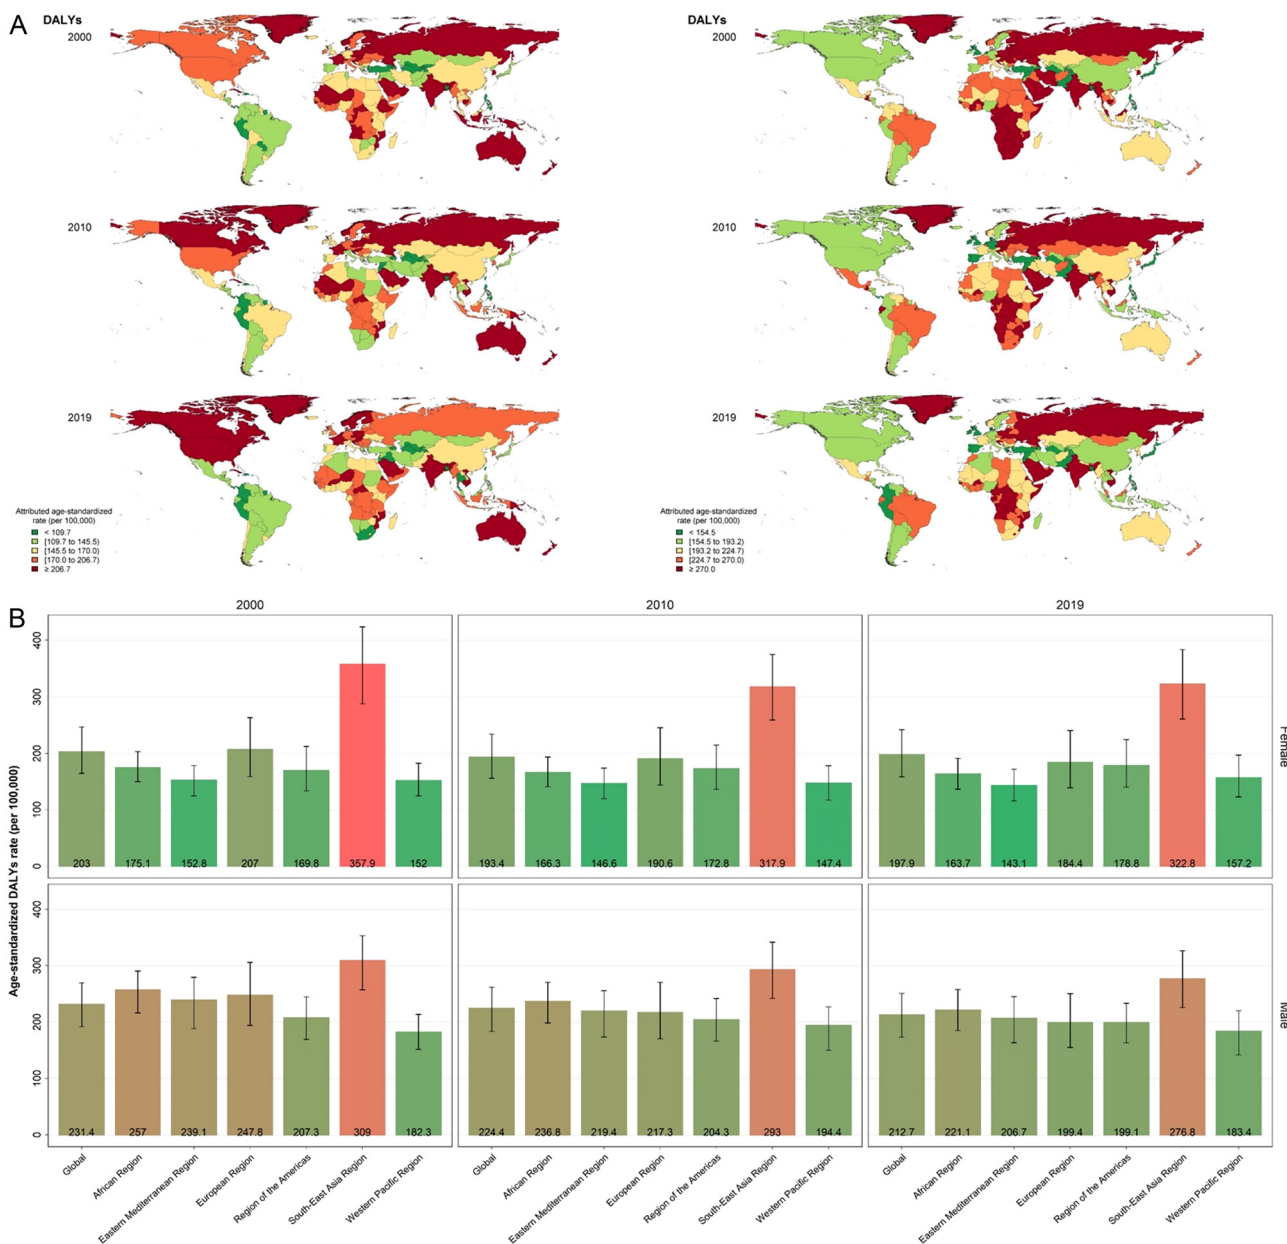 A
DALYs
2000
2010
2019
Attributed age-standardized
rate (per 100,000)
< 109.7
[109.7 to 145.5)
[145.5 to 170.0)
[170.0 to 206.7)
≥ 206.7
DALYs
2000
2010
2019
Attributed age-standardized
rate (per 100,000)
< 154.5
[154.5 to 193.2)
[193.2 to 224.7)
[224.7 to 270.0)
≥ 270.0
B
2000 2010 2019
Age-standardized DALYs rate (per 100,000)
400
300
200
100
0
203 175.1 152.8 207 169.8 357.9 152
193.4 166.3 146.6 190.6 172.8 317.9 147.4
197.9 163.7 143.1 184.4 178.8 322.8 157.2
Female
400
300
200
100
0
231.4 257 239.1 247.8 207.3 309 182.3
224.4 236.8 219.4 217.3 204.3 293 194.4
212.7 221.1 206.7 199.4 199.1 276.8 183.4
Male
Global
African Region
Eastern Mediterranean Region
European Region
Region of the Americas
South-East Asia Region
Western Pacific Region
Global
African Region
Eastern Mediterranean Region
European Region
Region of the Americas
South-East Asia Region
Western Pacific Region
Global
African Region
Eastern Mediterranean Region
European Region
Region of the Americas
South-East Asia Region
Western Pacific Region